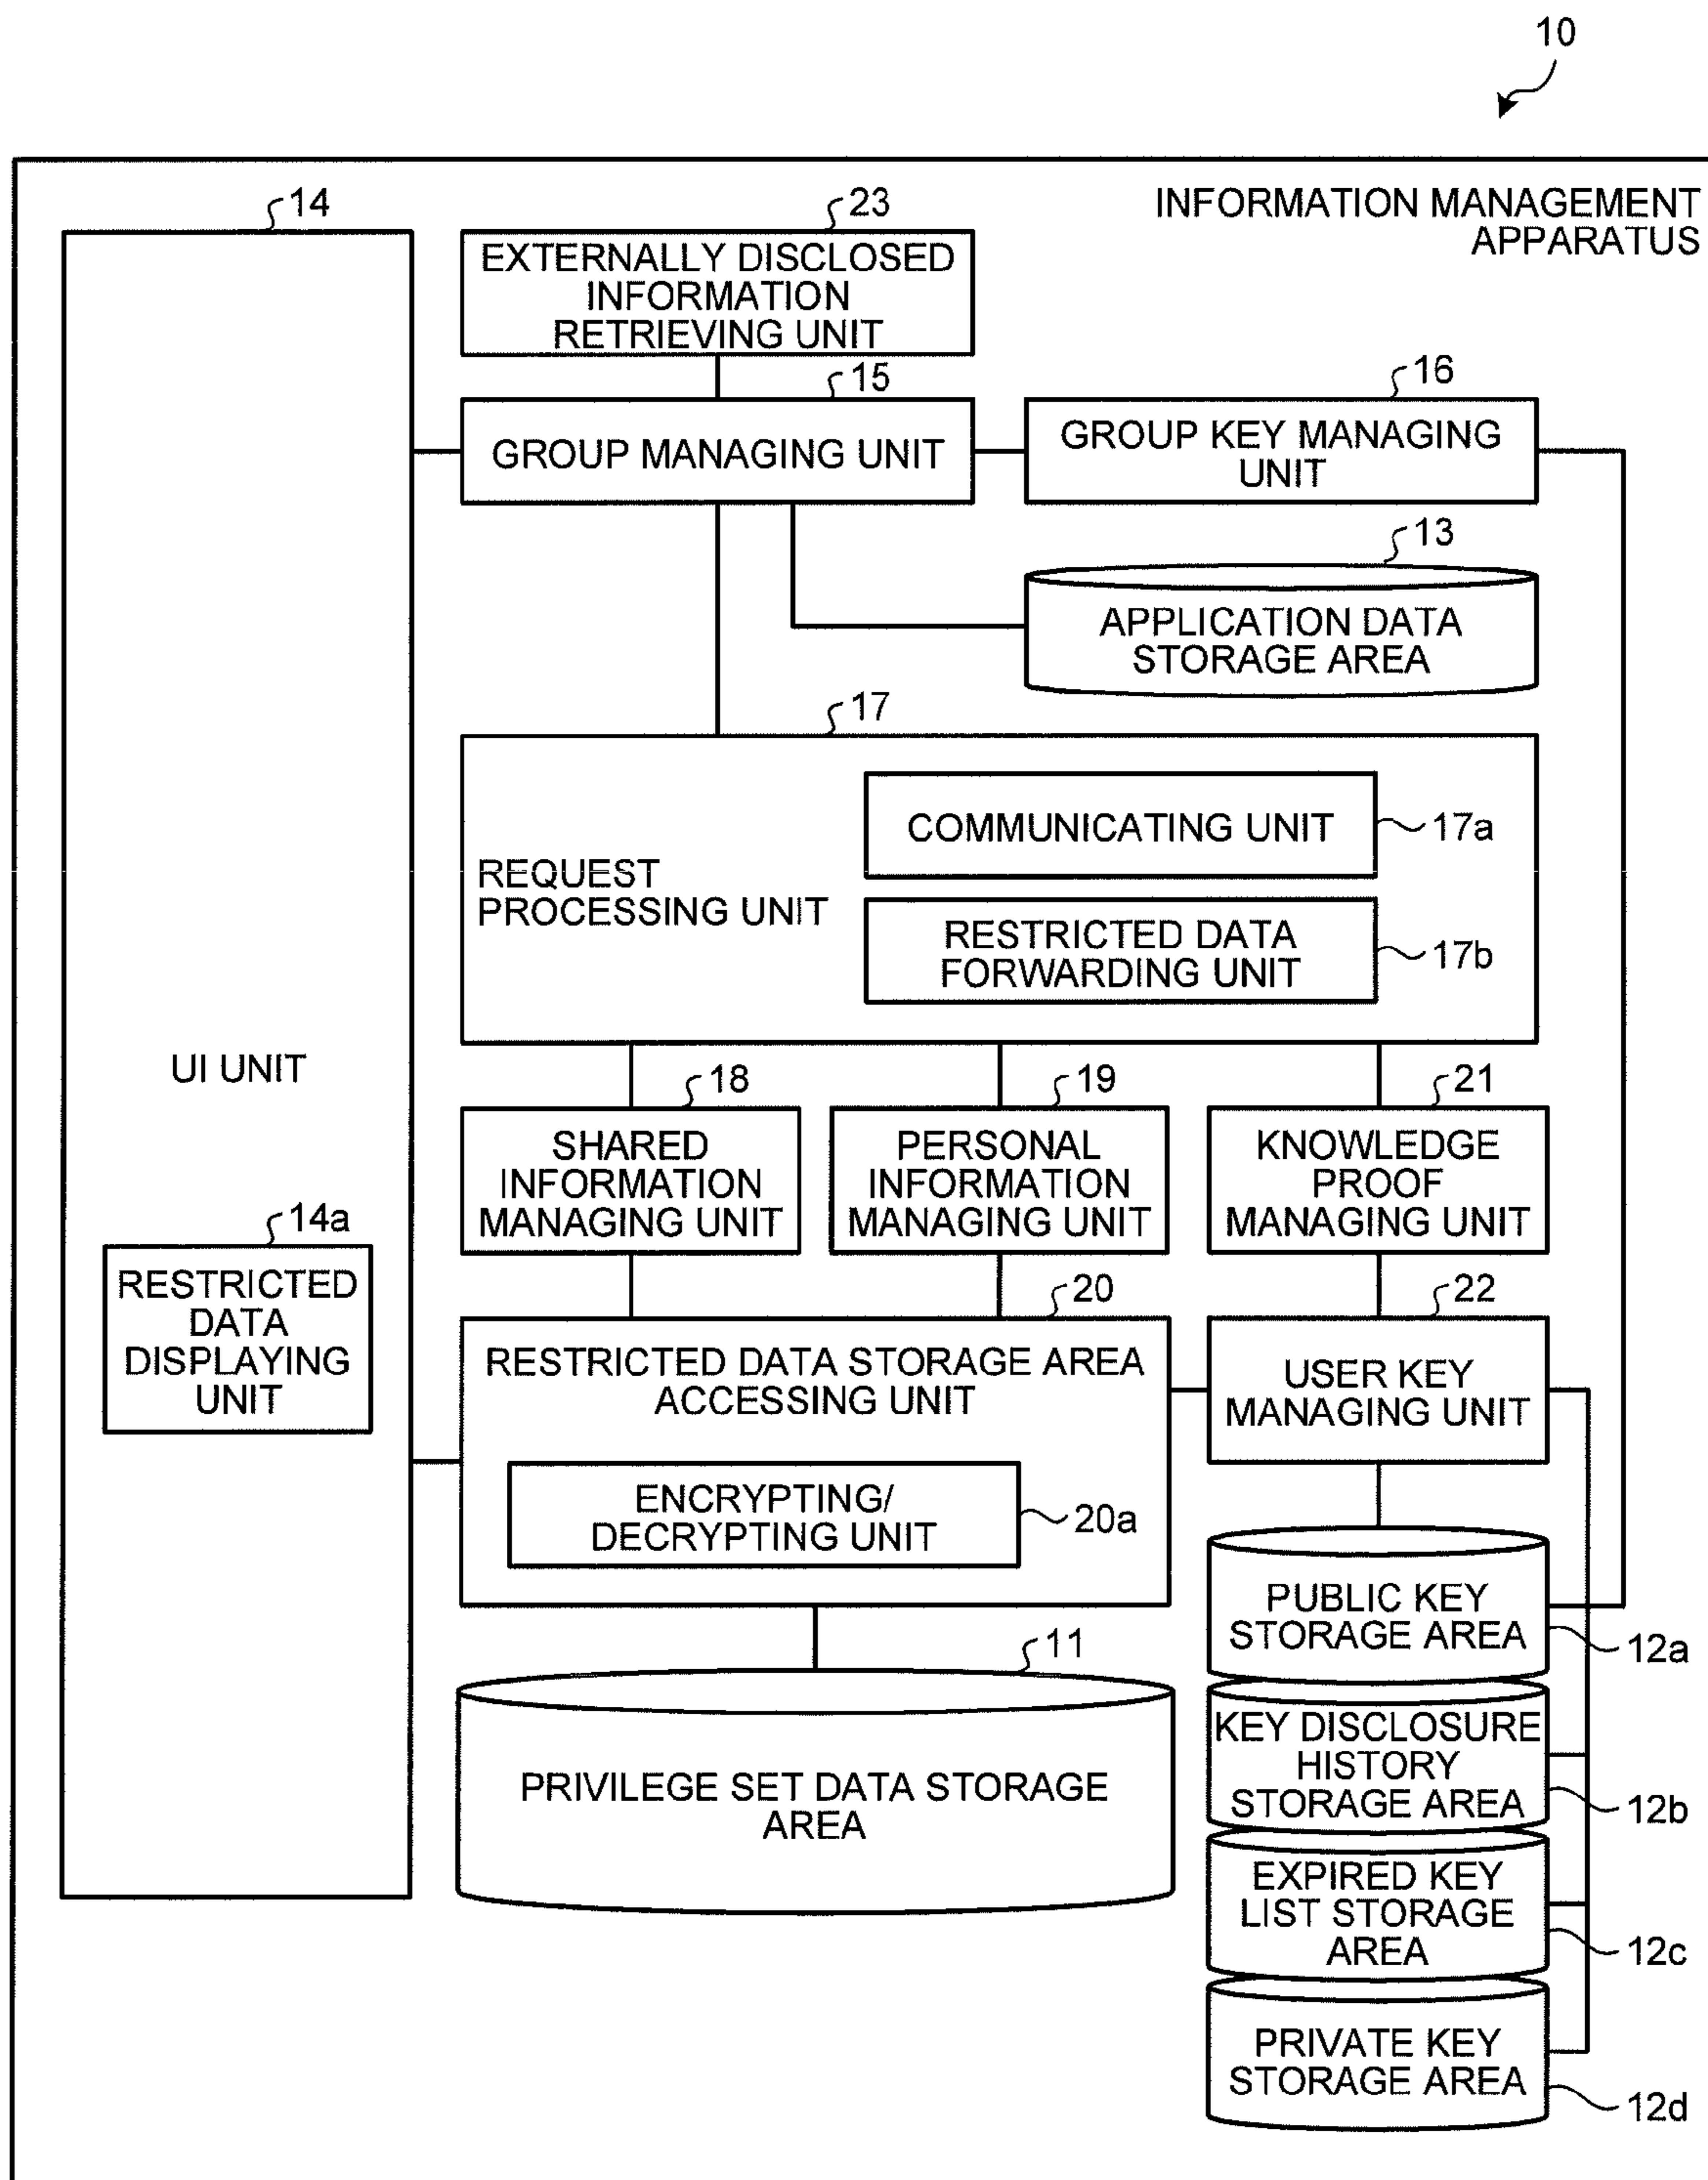 10
INFORMATION MANAGEMENT
APPARATUS
14
23
EXTERNALLY DISCLOSED
INFORMATION
RETRIEVING UNIT
15
16
GROUP MANAGING UNIT
GROUP KEY MANAGING
UNIT
13
APPLICATION DATA
STORAGE AREA
17
COMMUNICATING UNIT
17a
REQUEST
PROCESSING UNIT
RESTRICTED DATA
FORWARDING UNIT
17b
UI UNIT
18
19
21
SHARED
INFORMATION
MANAGING UNIT
PERSONAL
INFORMATION
MANAGING UNIT
KNOWLEDGE
PROOF
MANAGING UNIT
14a
RESTRICTED
DATA
DISPLAYING
UNIT
20
22
RESTRICTED DATA STORAGE AREA
ACCESSING UNIT
USER KEY
MANAGING UNIT
ENCRYPTING/
DECRYPTING UNIT
20a
PUBLIC KEY
STORAGE AREA
12a
11
PRIVILEGE SET DATA STORAGE
AREA
KEY DISCLOSURE
HISTORY
STORAGE AREA
12b
EXPIRED KEY
LIST STORAGE
AREA
12c
PRIVATE KEY
STORAGE AREA
12d